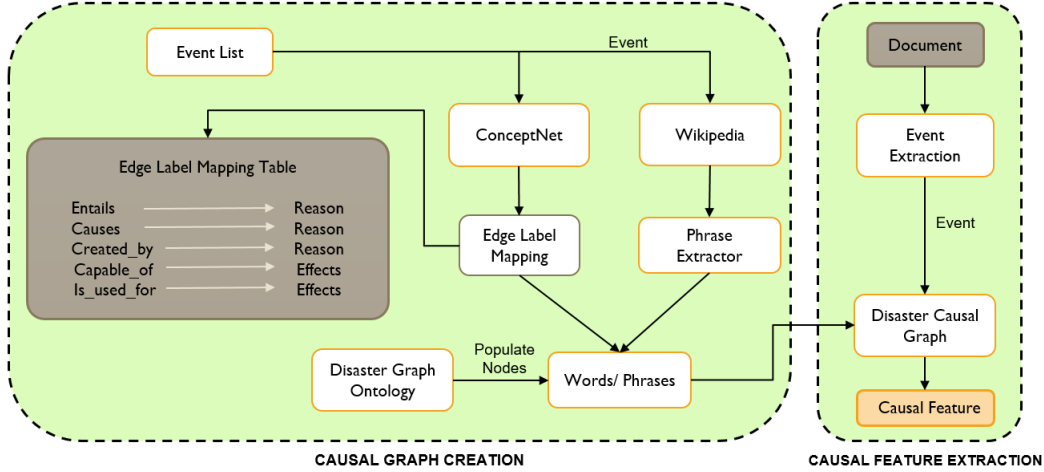 Event List
Event
ConceptNet
Wikipedia
Edge Label Mapping Table
Entails Reason
Causes Reason
Created_by Reason
Capable_of Effects
Is_used_for Effects
Edge Label
Mapping
Phrase
Extractor
Disaster Graph
Ontology
Populate
Nodes
Words/ Phrases
CAUSAL GRAPH CREATION
Document
Event
Extraction
Event
Disaster Causal
Graph
Causal Feature
CAUSAL FEATURE EXTRACTION